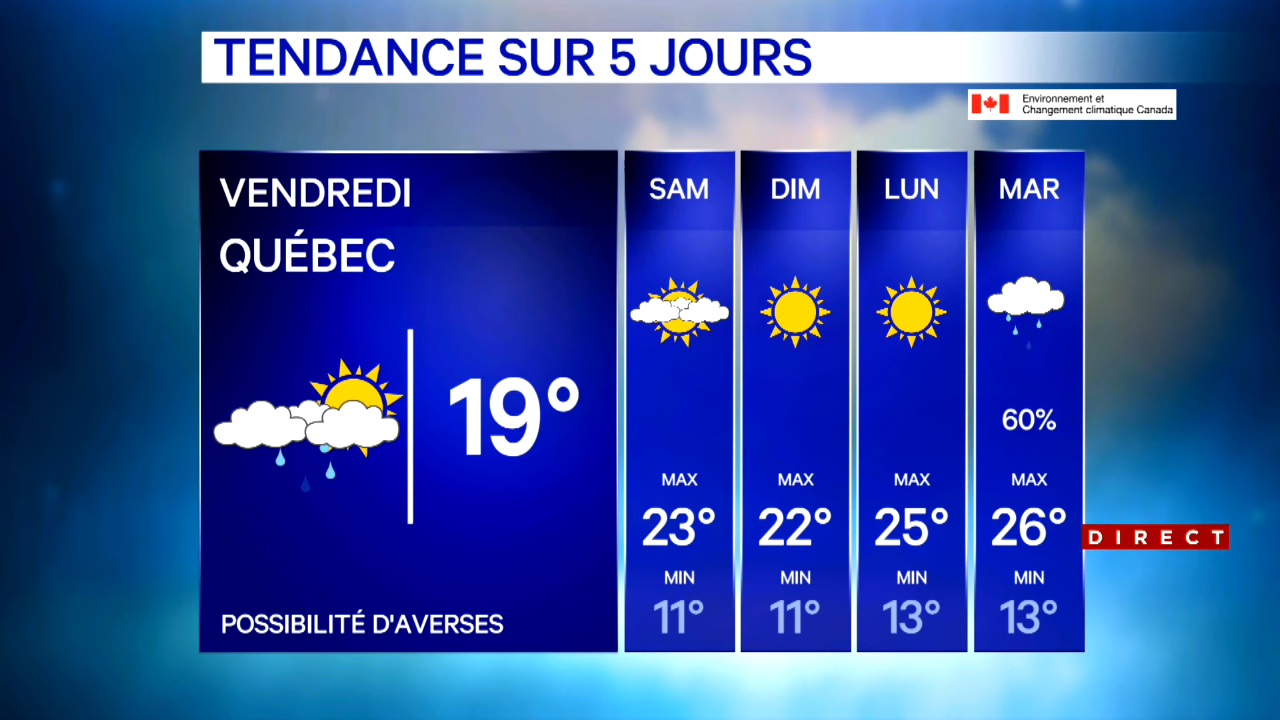 TENDANCE SUR 5 JOURS
Environnement et
Changement climatique Canada
VENDREDI
QUÉBEC
19°
POSSIBILITÉ D'AVERSES
SAM
MAX
23°
MIN
11°
DIM
MAX
22°
MIN
11°
LUN
MAX
25°
MIN
13°
MAR
60%
MAX
26°
MIN
13°
DIRECT